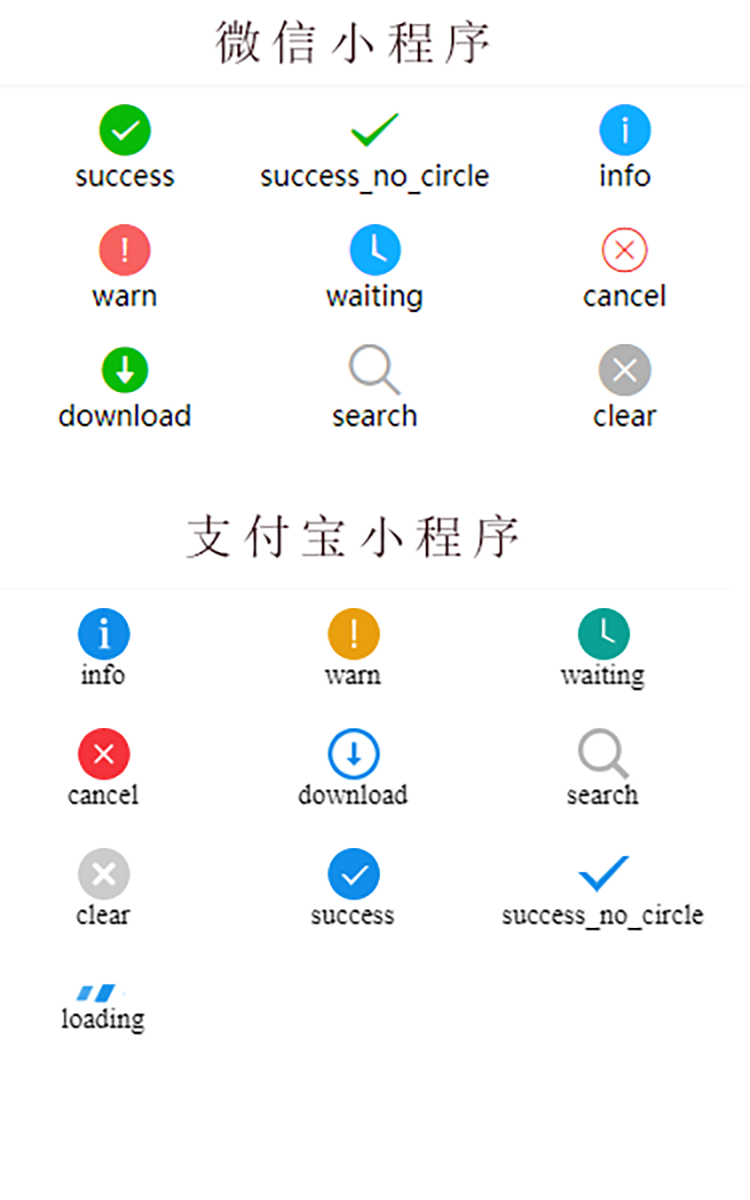 微信小程序
success success_no_circle info
warn waiting cancel
download search clear
支付宝小程序
info warn waiting
cancel download search
clear success success_no_circle
loading